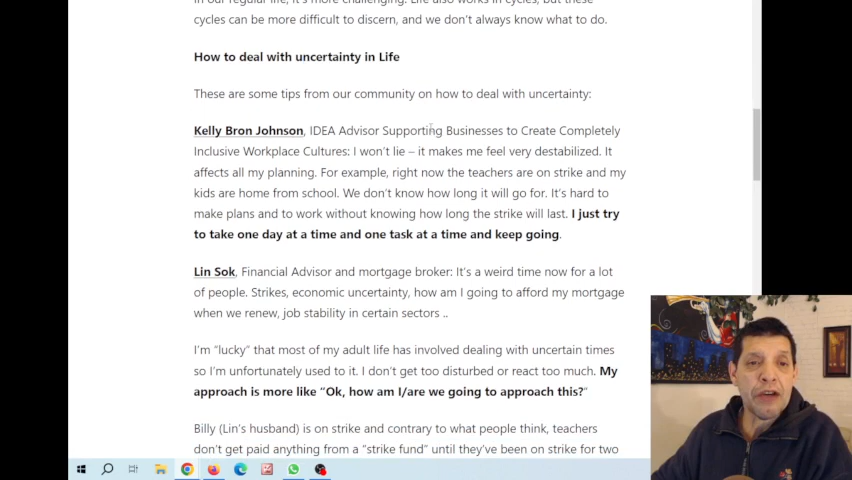 In our regular life, it's more challenging. Life also works in cycles, but these
cycles can be more difficult to discern, and we don't always know what to do.
How to deal with uncertainty in Life
These are some tips from our community on how to deal with uncertainty:
Kelly Bron Johnson, IDEA Advisor Supporting Businesses to Create Completely
Inclusive Workplace Cultures: I won't lie – it makes me feel very destabilized. It
affects all my planning. For example, right now the teachers are on strike and my
kids are home from school. We don't know how long it will go for. It's hard to
make plans and to work without knowing how long the strike will last. I just try
to take one day at a time and one task at a time and keep going.
Lin Sok, Financial Advisor and mortgage broker: It's a weird time now for a lot
of people. Strikes, economic uncertainty, how am I going to afford my mortgage
when we renew, job stability in certain sectors ..
I'm "lucky" that most of my adult life has involved dealing with uncertain times
so I'm unfortunately used to it. I don't get too disturbed or react too much. My
approach is more like "Ok, how am I/are we going to approach this?"
Billy (Lin's husband) is on strike and contrary to what people think, teachers
don't get paid anything from a "strike fund" until they've been on strike for two